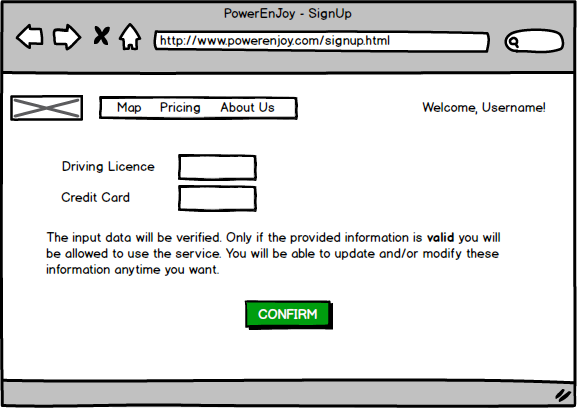 PowerEnJoy - SignUp
http://www.powerenjoy.com/signup.html
Map Pricing About Us
Welcome, Username!
Driving Licence
Credit Card
The input data will be verified. Only if the provided information is valid you will
be allowed to use the service. You will be able to update and/or modify these
information anytime you want.
CONFIRM